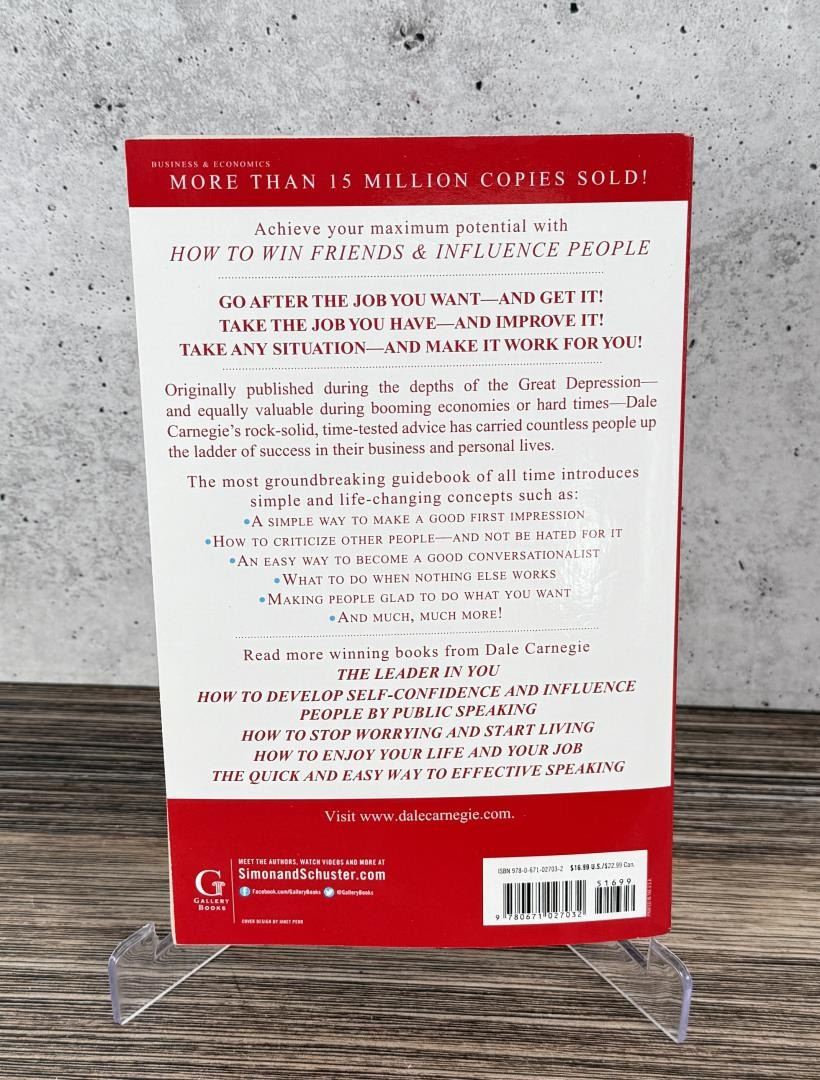 BUSINESS & ECONOMICS
MORE THAN 15 MILLION COPIES SOLD!
Achieve your maximum potential with
HOW TO WIN FRIENDS & INFLUENCE PEOPLE
GO AFTER THE JOB YOU WANT—AND GET IT!
TAKE THE JOB YOU HAVE—AND IMPROVE IT!
TAKE ANY SITUATION—AND MAKE IT WORK FOR YOU!
Originally published during the depths of the Great Depression—
and equally valuable during booming economies or hard times—Dale
Carnegie's rock-solid, time-tested advice has carried countless people up
the ladder of success in their business and personal lives.
The most groundbreaking guidebook of all time introduces
simple and life-changing concepts such as:
•A SIMPLE WAY TO MAKE A GOOD FIRST IMPRESSION
•HOW TO CRITICIZE OTHER PEOPLE—AND NOT BE HATED FOR IT
•AN EASY WAY TO BECOME A GOOD CONVERSATIONALIST
•WHAT TO DO WHEN NOTHING ELSE WORKS
•MAKING PEOPLE GLAD TO DO WHAT YOU WANT
•AND MUCH, MUCH MORE!
Read more winning books from Dale Carnegie
THE LEADER IN YOU
HOW TO DEVELOP SELF-CONFIDENCE AND INFLUENCE
PEOPLE BY PUBLIC SPEAKING
HOW TO STOP WORRYING AND START LIVING
HOW TO ENJOY YOUR LIFE AND YOUR JOB
THE QUICK AND EASY WAY TO EFFECTIVE SPEAKING
Visit www.dalecarnegie.com.
G
GALLERY
BOOKS
MEET THE AUTHORS, WATCH VIDEOS AND MORE AT
SimonandSchuster.com
Facebook.com/GalleryBooks @GalleryBooks
COVER DESIGN BY JANET PERR
ISBN 978-0-671-02703-2 $16.99 U.S./$22.99 Can.
51699
9 780671 027032